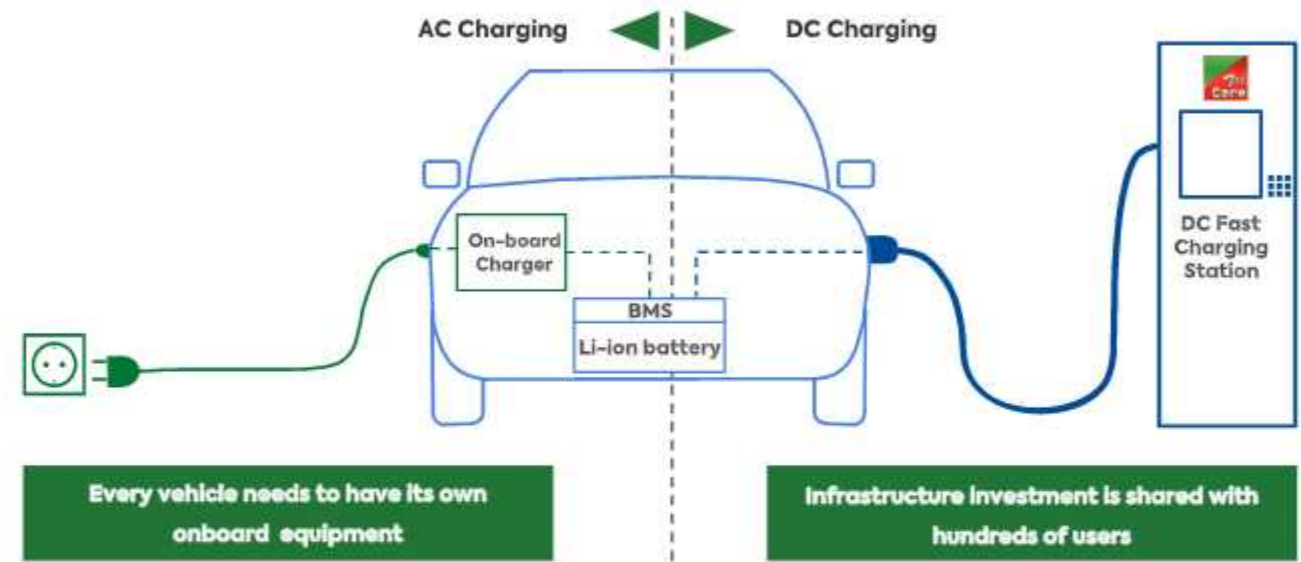 AC Charging
DC Charging
On-board
Charger
BMS
Li-ion battery
DC Fast
Charging
Station
Every vehicle needs to have its own
onboard equipment
Infrastructure investment is shared with
hundreds of users